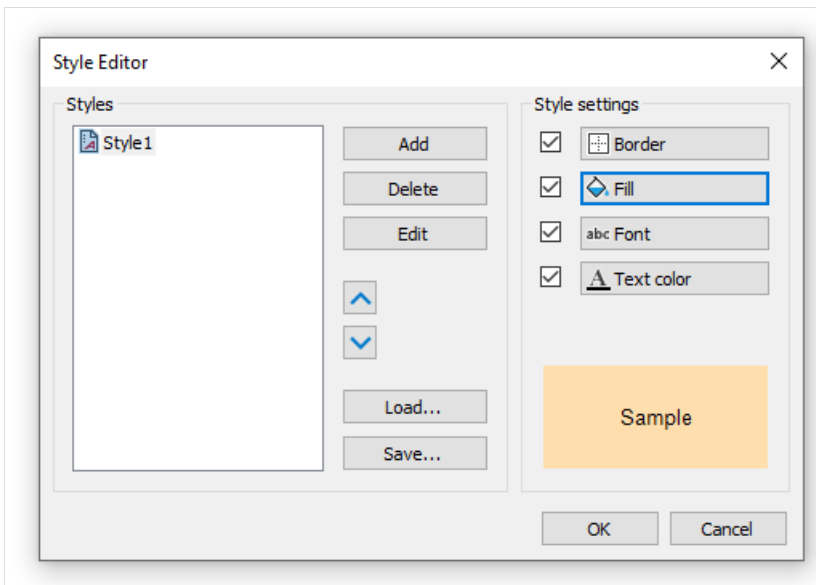 Style Editor
Styles
Style1
Add
Delete
Edit
Load...
Save...
Style settings
Border
Fill
abc Font
A Text color
Sample
OK
Cancel